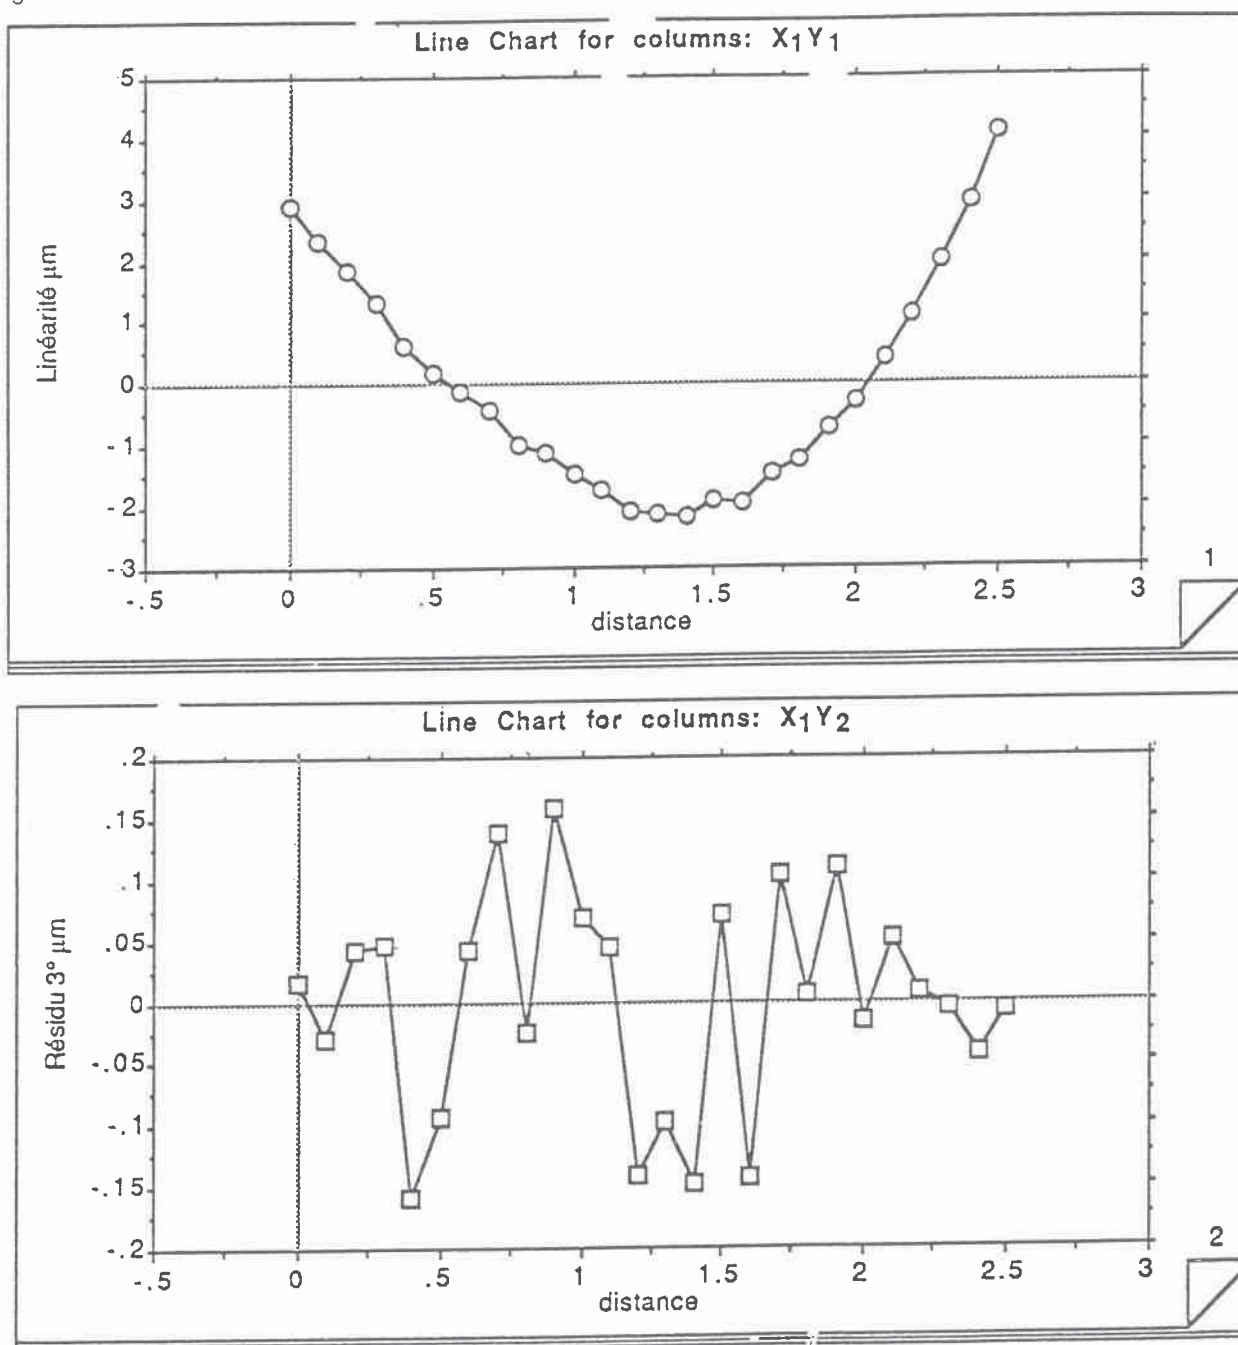 Line Chart for columns: X₁Y₁
5
4
3
2
1
0
-1
-2
-3
Linéarité µm
-.5 0 .5 1 1.5 2 2.5 3
distance
1
Line Chart for columns: X₁Y₂
.2
.15
.1
.05
0
-.05
-.1
-.15
-.2
Résidu 3° µm
-.5 0 .5 1 1.5 2 2.5 3
distance
2